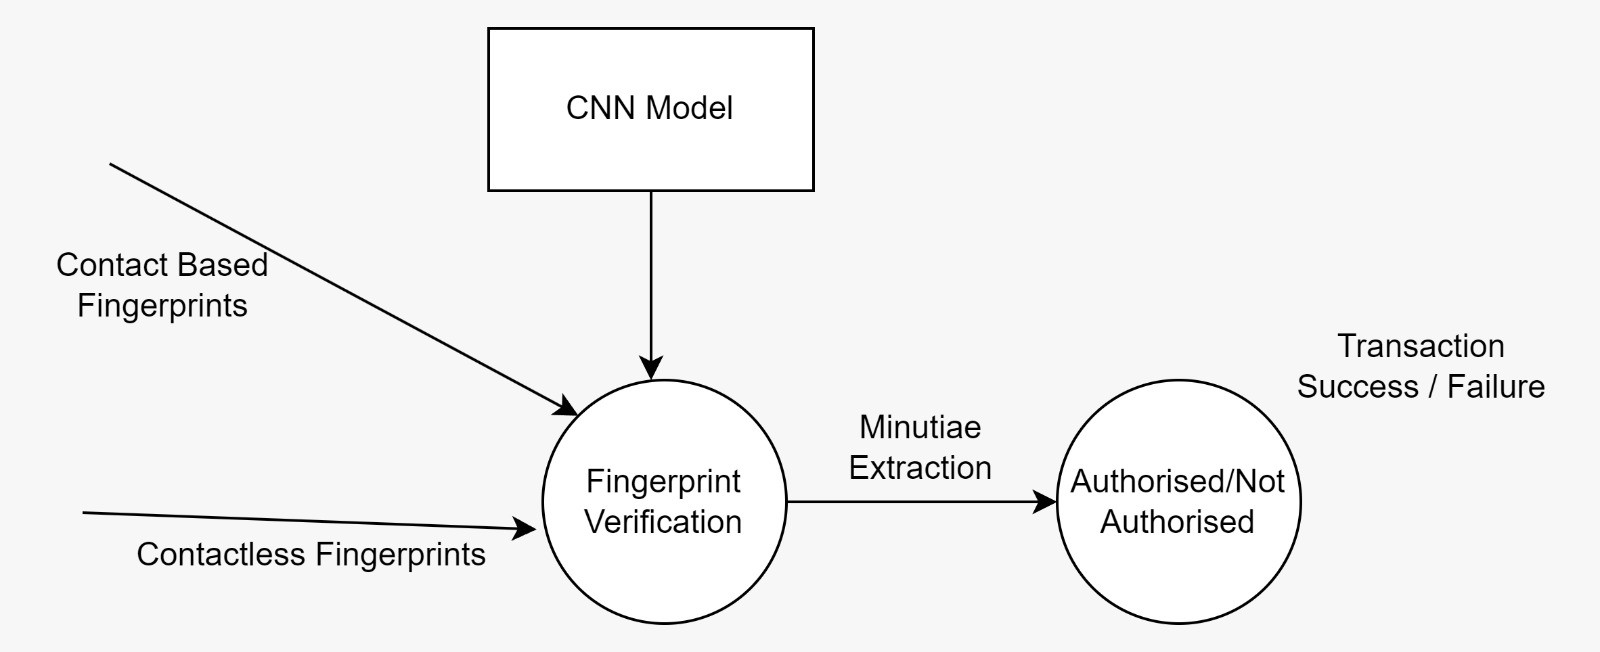 CNN Model
Contact Based
Fingerprints
Transaction
Success / Failure
Minutiae
Extraction
Fingerprint
Verification
Authorised/Not
Authorised
Contactless Fingerprints